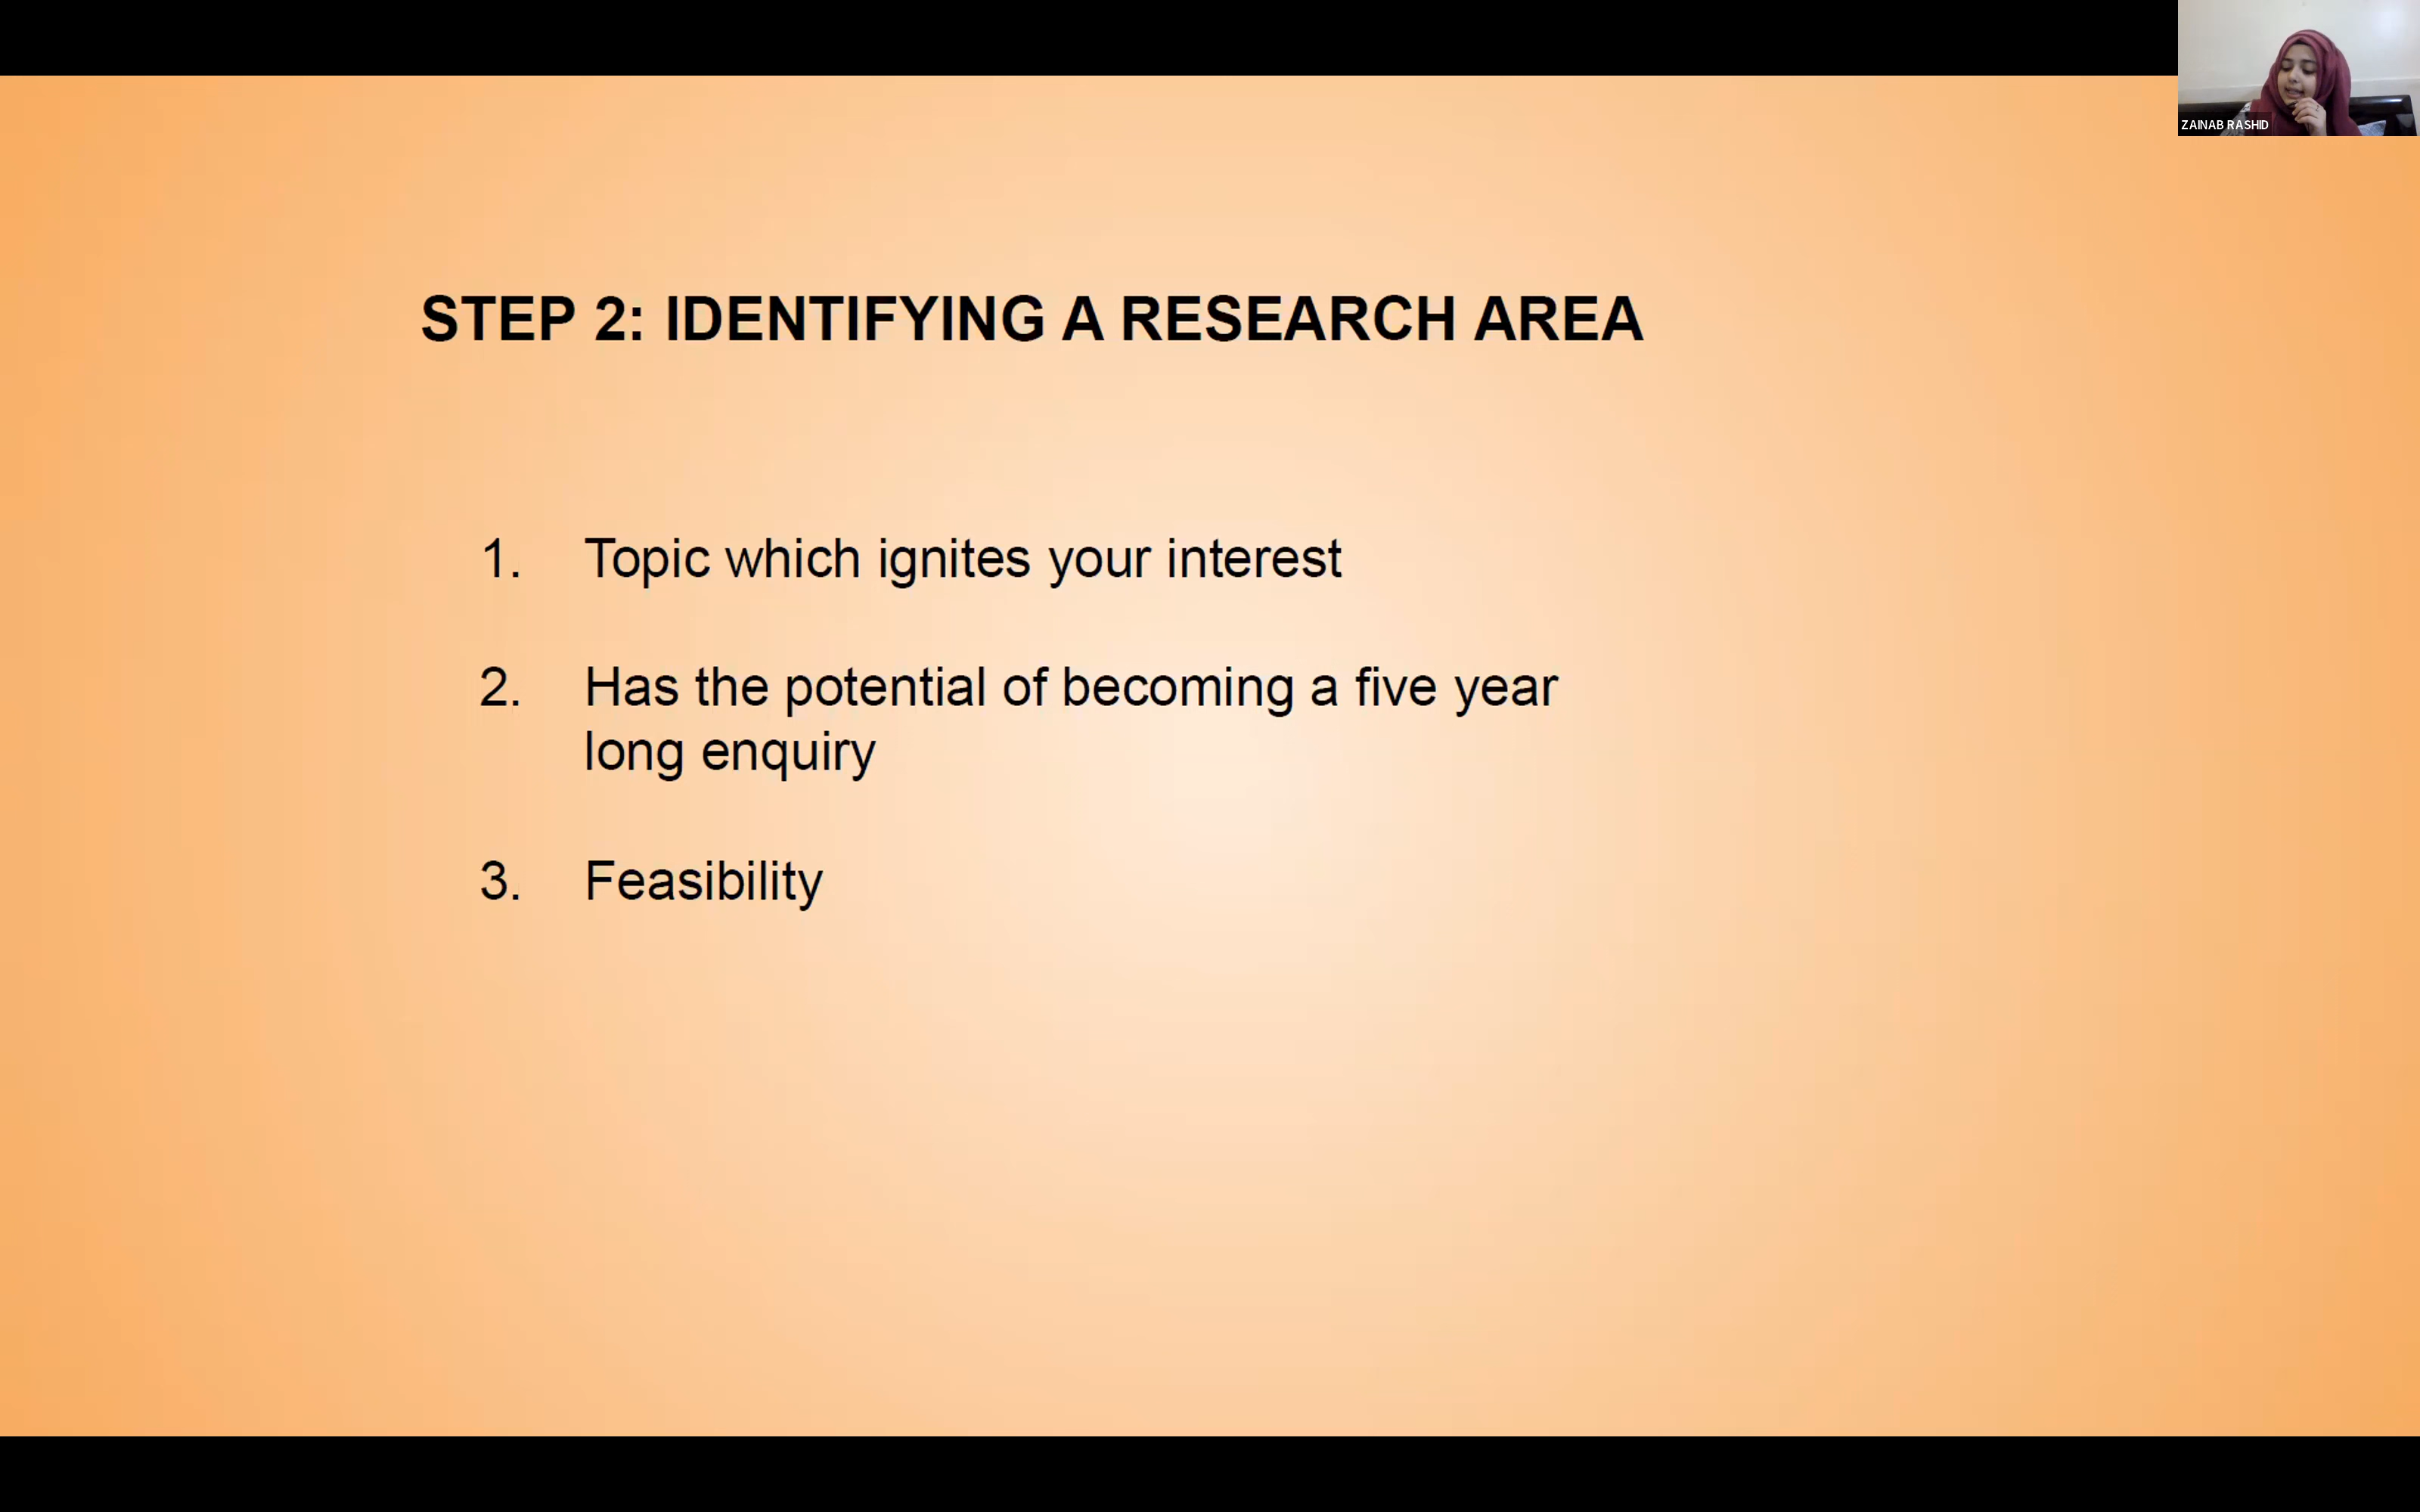 ZAINAB RASHID
STEP 2: IDENTIFYING A RESEARCH AREA
1. Topic which ignites your interest
2. Has the potential of becoming a five year
long enquiry
3. Feasibility